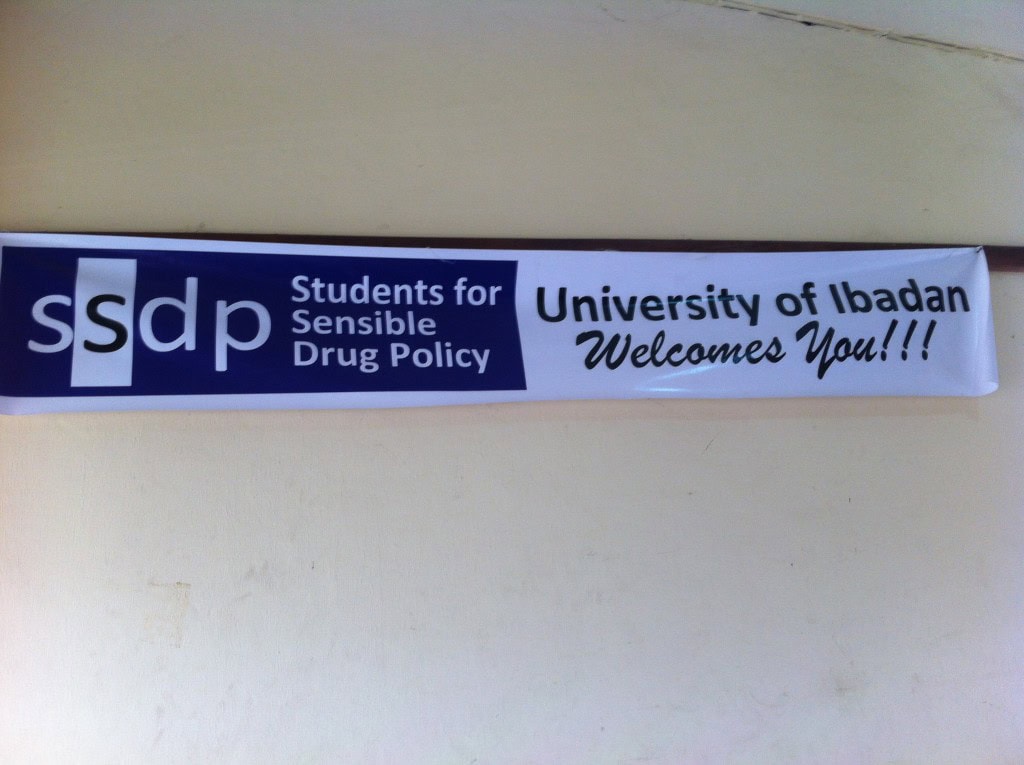 ssdp
Students for
Sensible
Drug Policy
University of Ibadan
Welcomes You!!!